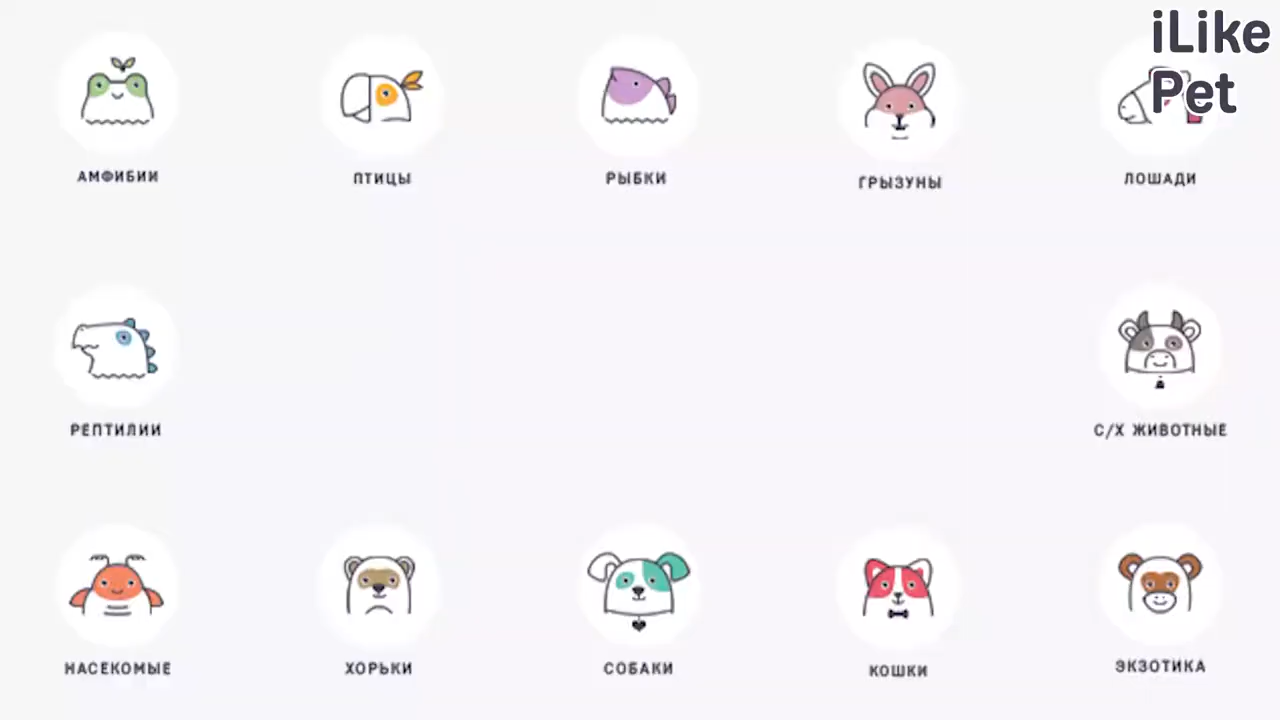 iLike
Pet
АМФИБИИ
ПТИЦЫ
РЫБКИ
ГРЫЗУНЫ
ЛОШАДИ
РЕПТИЛИИ
С/Х ЖИВОТНЫЕ
НАСЕКОМЫЕ
ХОРЬКИ
СОБАКИ
КОШКИ
ЭКЗОТИКА